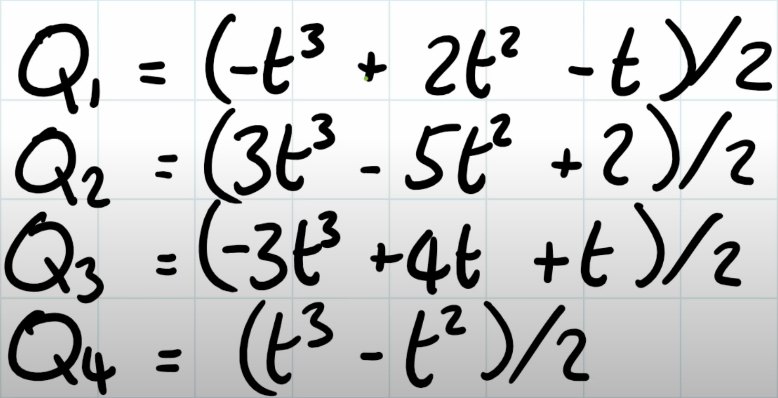 Q₁ = (-t³ + 2t² - t)/2
Q₂ = (3t³ - 5t² + 2)/2
Q₃ = (-3t³ +4t + t)/2
Q₄ = (t³ - t²)/2